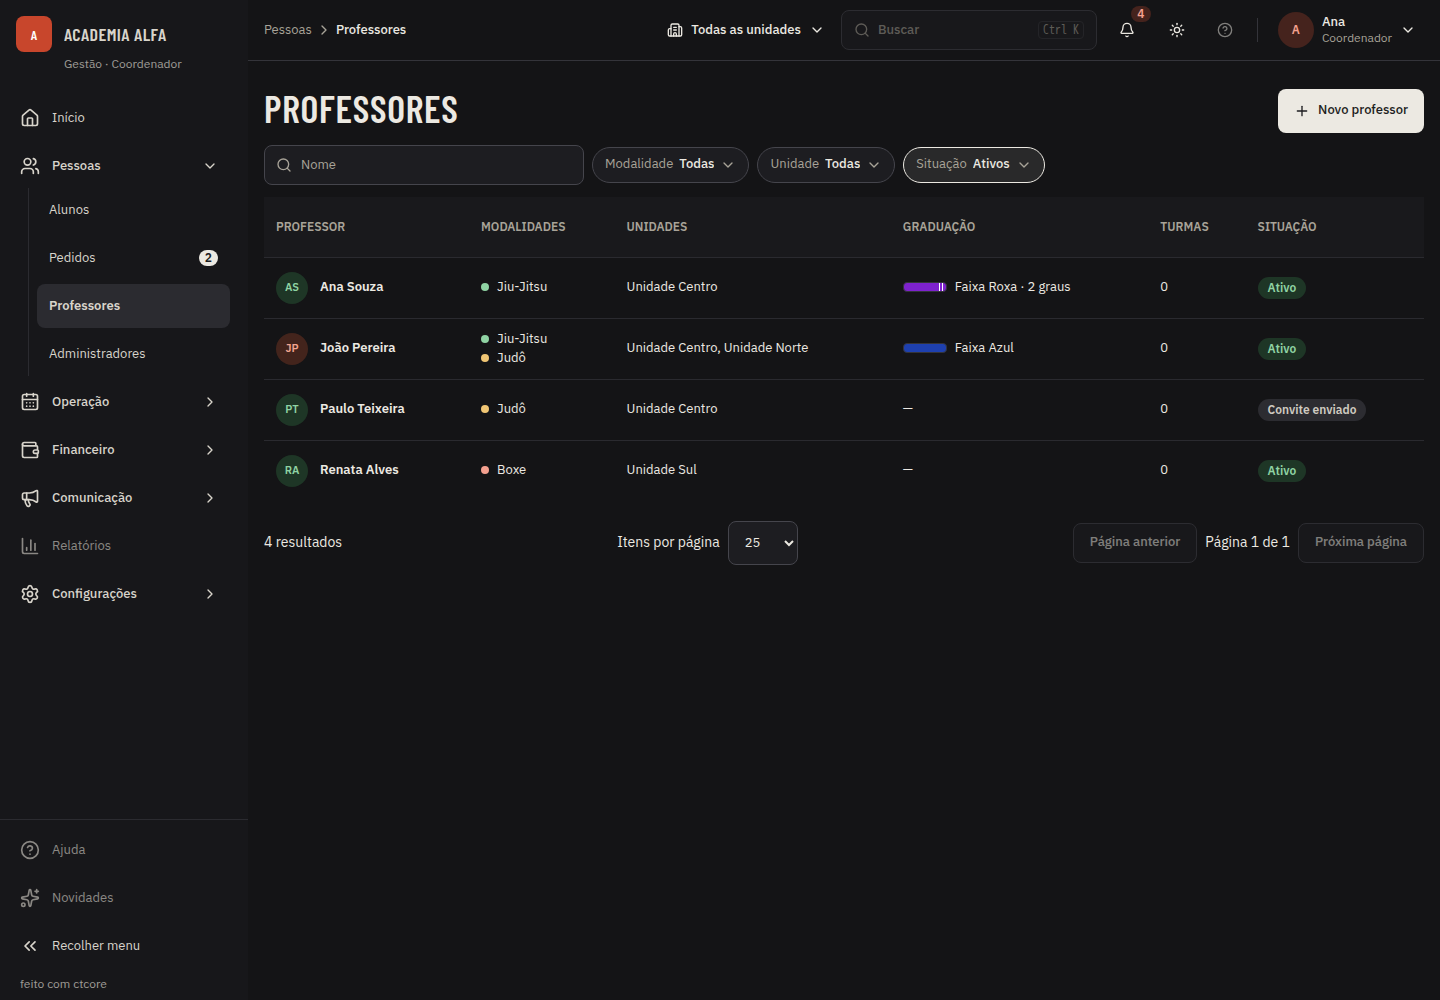 A
ACADEMIA ALFA
Gestão · Coordenador
Início
Pessoas
Alunos
Pedidos 2
Professores
Administradores
Operação
Financeiro
Comunicação
Relatórios
Configurações
Ajuda
Novidades
Recolher menu
feito com ctcore
Pessoas Professores
Todas as unidades
Buscar Ctrl K
4
A
Ana
Coordenador
PROFESSORES
Novo professor
Nome
Modalidade Todas
Unidade Todas
Situação Ativos
PROFESSOR MODALIDADES UNIDADES GRADUAÇÃO TURMAS SITUAÇÃO
AS Ana Souza Jiu-Jitsu Unidade Centro Faixa Roxa · 2 graus 0 Ativo
JP João Pereira Jiu-Jitsu
Judô Unidade Centro, Unidade Norte Faixa Azul 0 Ativo
PT Paulo Teixeira Judô Unidade Centro — 0 Convite enviado
RA Renata Alves Boxe Unidade Sul — 0 Ativo
4 resultados
Itens por página 25
Página anterior Página 1 de 1 Próxima página